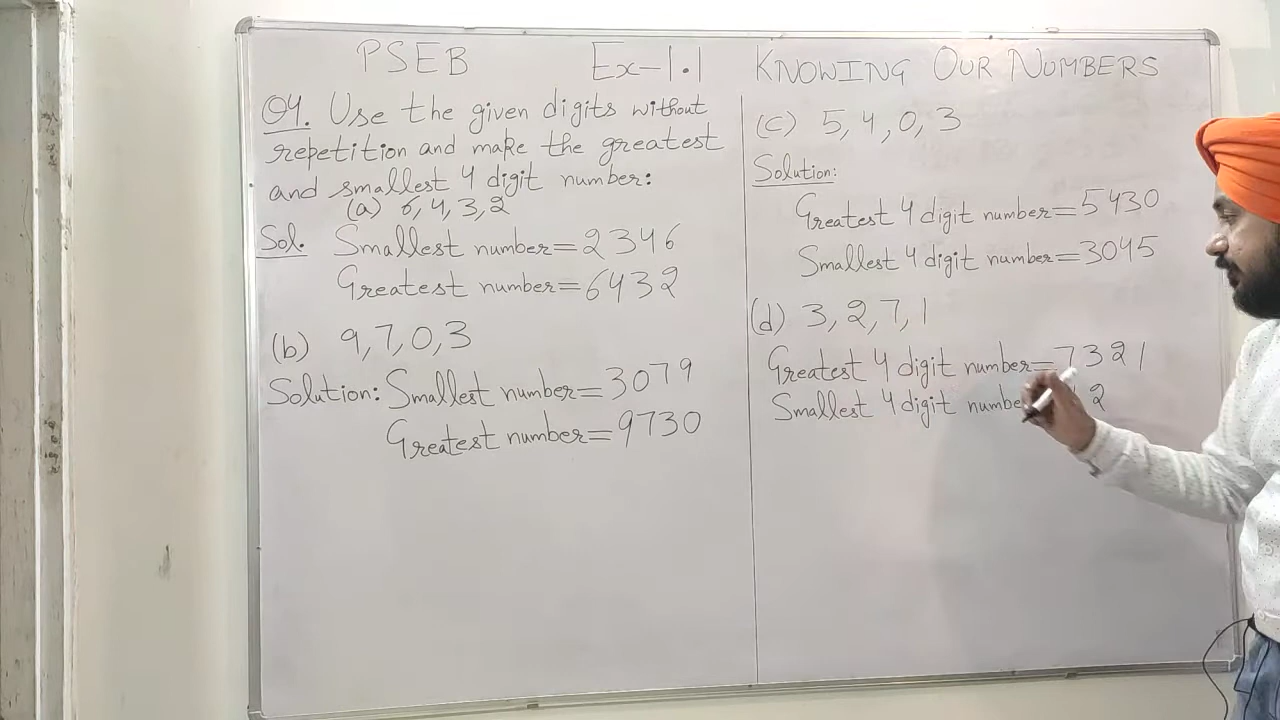 PSEB Ex-1.1 KNOWING OUR NUMBERS
Q4. Use the given digits without
repetition and make the greatest
and smallest 4 digit number:
(a) 6, 4, 3, 2
Sol. Smallest number=2346
Greatest number=6432
(b) 9,7,0,3
Solution: Smallest number=3079
Greatest number=9730
(c) 5, 4, 0, 3
Solution:
Greatest 4 digit number=5430
Smallest 4 digit number=3045
(d) 3, 2, 7, 1
Greatest 4 digit number=7321
Smallest 4 digit number 2